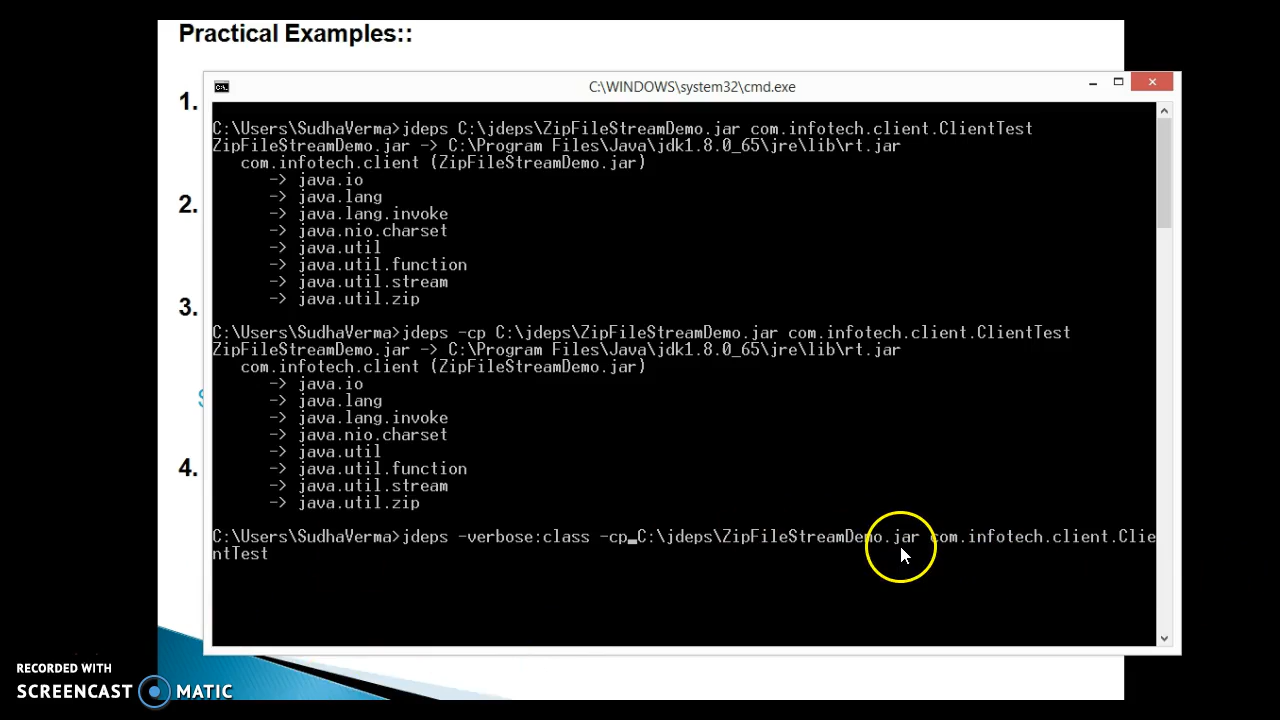 Practical Examples::
C:\WINDOWS\system32\cmd.exe
1.
C:\Users\SudhaVerma>jdeps C:\jdeps\ZipFileStreamDemo.jar com.infotech.client.ClientTest
ZipFileStreamDemo.jar -> C:\Program Files\Java\jdk1.8.0_65\jre\lib\rt.jar
com.infotech.client (ZipFileStreamDemo.jar)
-> java.io
-> java.lang
2.
-> java.lang.invoke
-> java.nio.charset
-> java.util
-> java.util.function
-> java.util.stream
-> java.util.zip
3.
C:\Users\SudhaVerma>jdeps -cp C:\jdeps\ZipFileStreamDemo.jar com.infotech.client.ClientTest
ZipFileStreamDemo.jar -> C:\Program Files\Java\jdk1.8.0_65\jre\lib\rt.jar
com.infotech.client (ZipFileStreamDemo.jar)
-> java.io
-> java.lang
-> java.lang.invoke
-> java.nio.charset
-> java.util
4.
-> java.util.function
-> java.util.stream
-> java.util.zip
C:\Users\SudhaVerma>jdeps -verbose:class -cp C:\jdeps\ZipFileStreamDemo.jar com.infotech.client.Clie
ntTest
RECORDED WITH
SCREENCAST MATIC